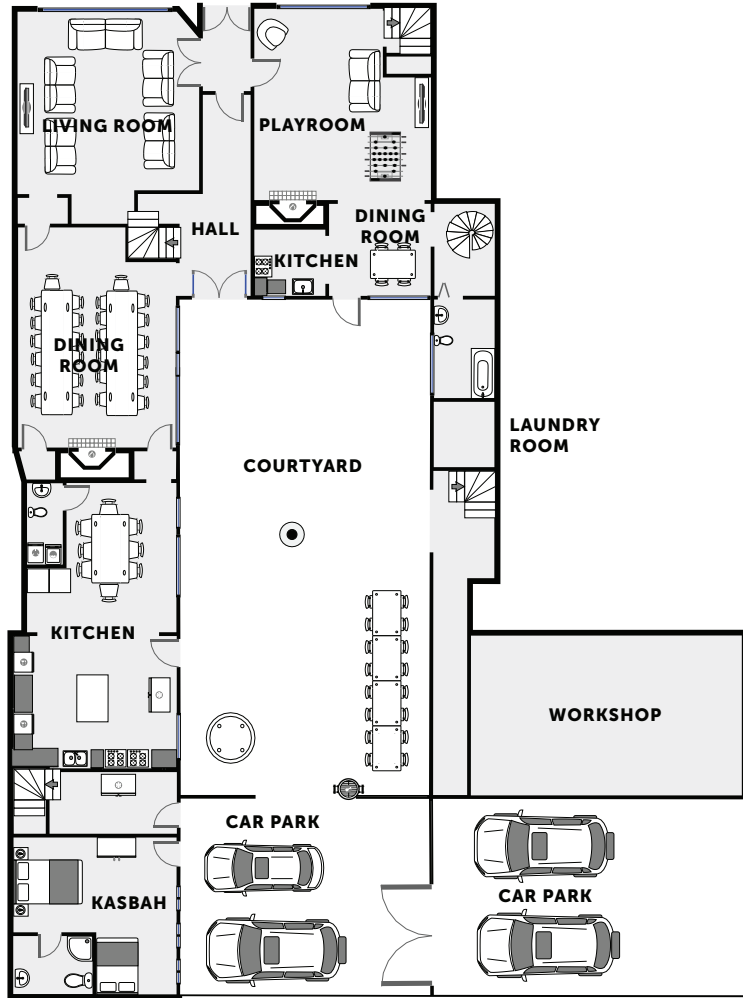 LIVING ROOM
PLAYROOM
HALL
DINING
ROOM
KITCHEN
DINING
ROOM
LAUNDRY
ROOM
COURTYARD
KITCHEN
WORKSHOP
CAR PARK
CAR PARK
KASBAH